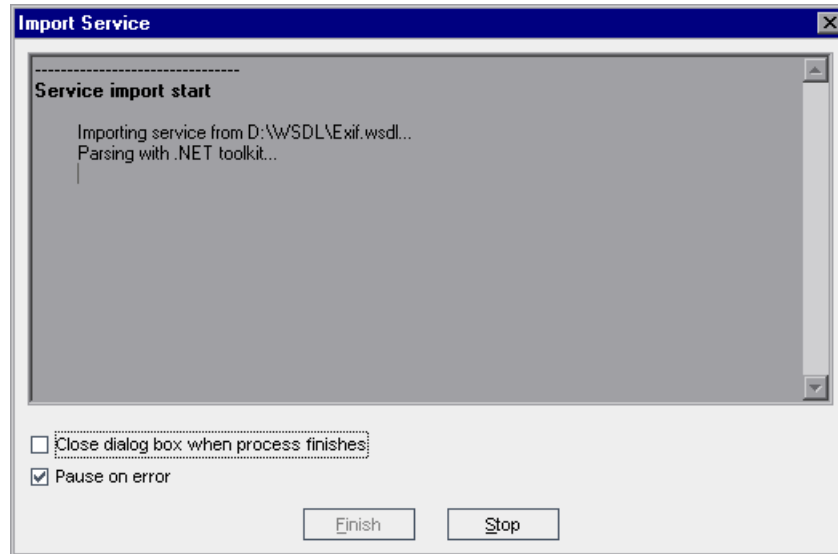 Import Service
-------------------------------
Service import start
Importing service from D:\WSDL\Exif.wsdl...
Parsing with .NET toolkit...
Close dialog box when process finishes
Pause on error
Finish Stop